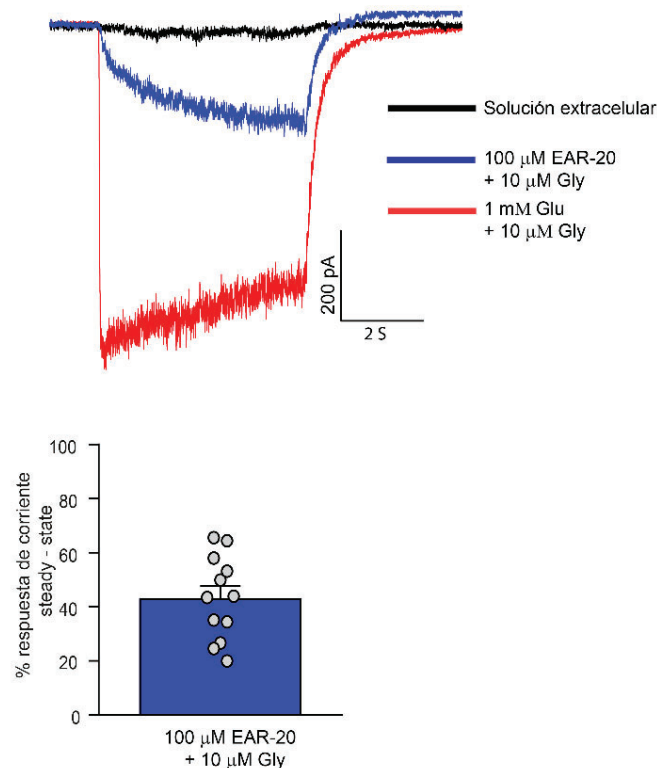 Solución extracelular
100 μM EAR-20
+ 10 μM Gly
1 mM Glu
+ 10 μM Gly
200 pA
2 S
% respuesta de corriente
steady - state
100
80
60
40
20
0
100 μM EAR-20
+ 10 μM Gly